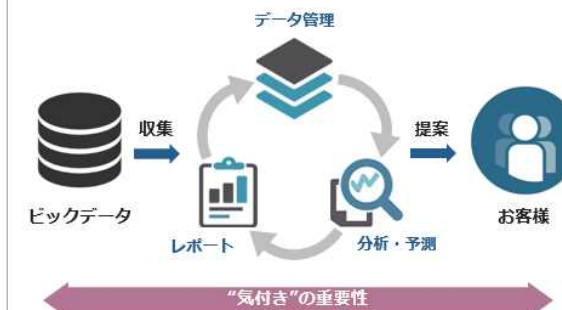 データ管理
収集
提案
ビックデータ
レポート
分析・予測
お客様
“気付き”の重要性